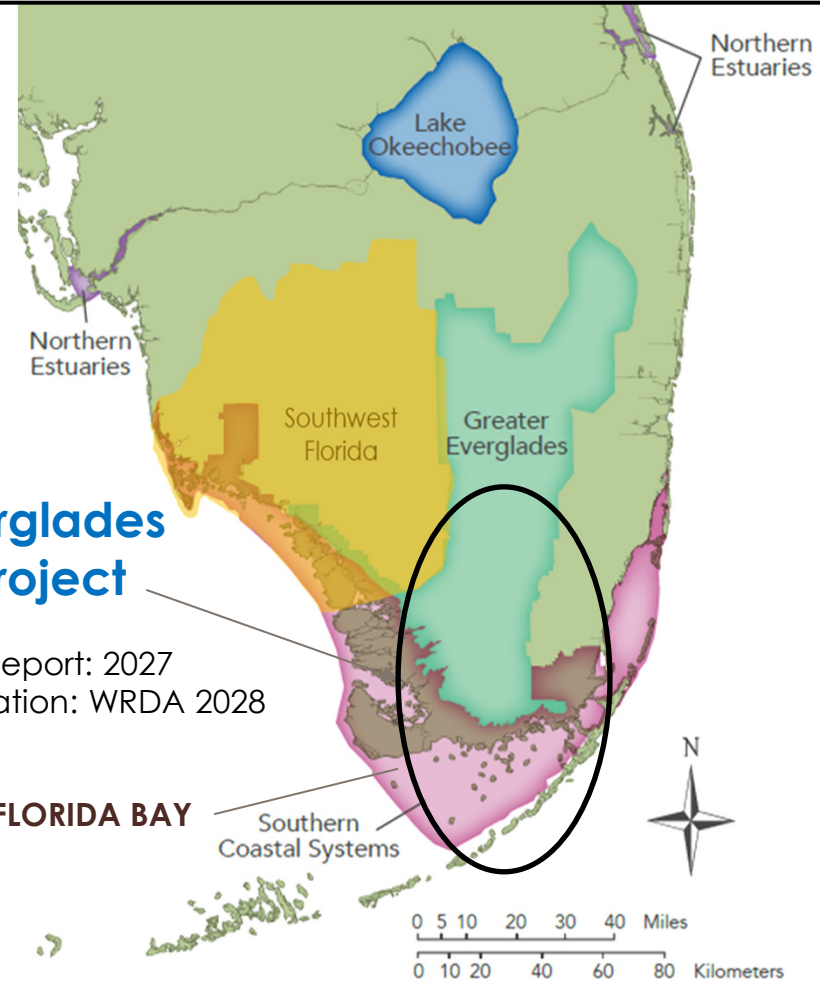 Northern
Estuaries
Lake
Okeechobee
Northern
Estuaries
Southwest
Florida
Greater
Everglades
rglades
roject
eport: 2027
ation: WRDA 2028
FLORIDA BAY
Southern
Coastal Systems
N
0 5 10 20 30 40 Miles
0 10 20 40 60 80 Kilometers